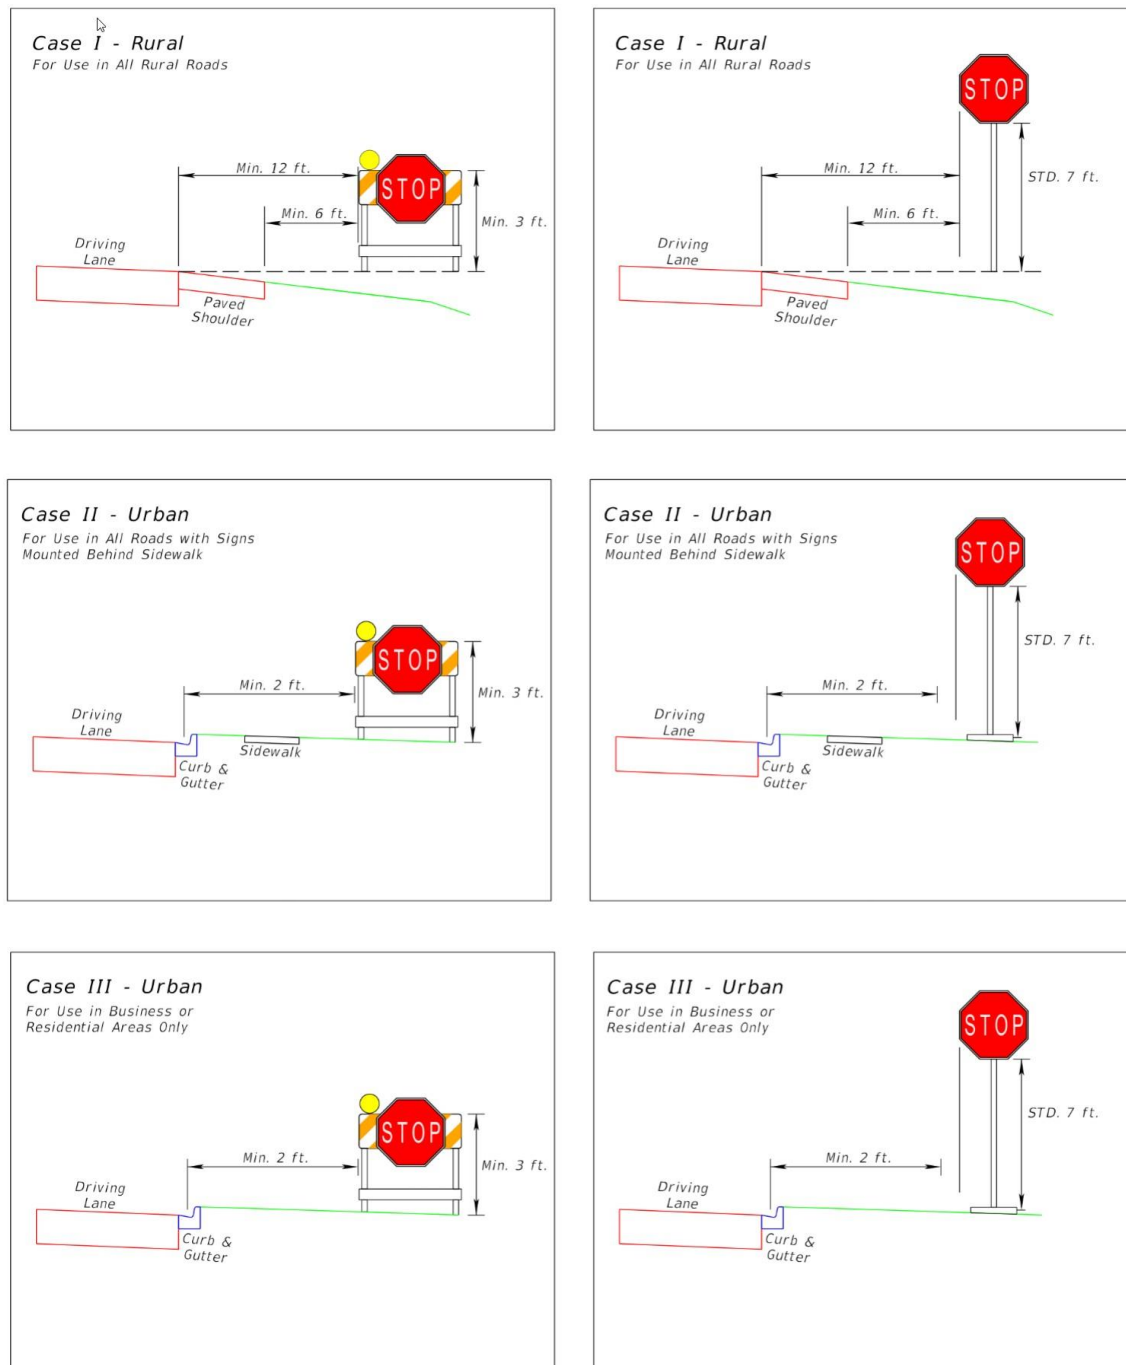 Case I - Rural
For Use in All Rural Roads
Min. 12 ft.
Min. 6 ft.
STOP
Min. 3 ft.
Driving
Lane
Paved
Shoulder
Case I - Rural
For Use in All Rural Roads
STOP
Min. 12 ft.
STD. 7 ft.
Min. 6 ft.
Driving
Lane
Paved
Shoulder
Case II - Urban
For Use in All Roads with Signs
Mounted Behind Sidewalk
STOP
Min. 2 ft.
Min. 3 ft.
Driving
Lane
Sidewalk
Curb &
Gutter
Case II - Urban
For Use in All Roads with Signs
Mounted Behind Sidewalk
STOP
STD. 7 ft.
Min. 2 ft.
Driving
Lane
Sidewalk
Curb &
Gutter
Case III - Urban
For Use in Business or
Residential Areas Only
STOP
Min. 2 ft.
Min. 3 ft.
Driving
Lane
Curb &
Gutter
Case III - Urban
For Use in Business or
Residential Areas Only
STOP
STD. 7 ft.
Min. 2 ft.
Driving
Lane
Curb &
Gutter